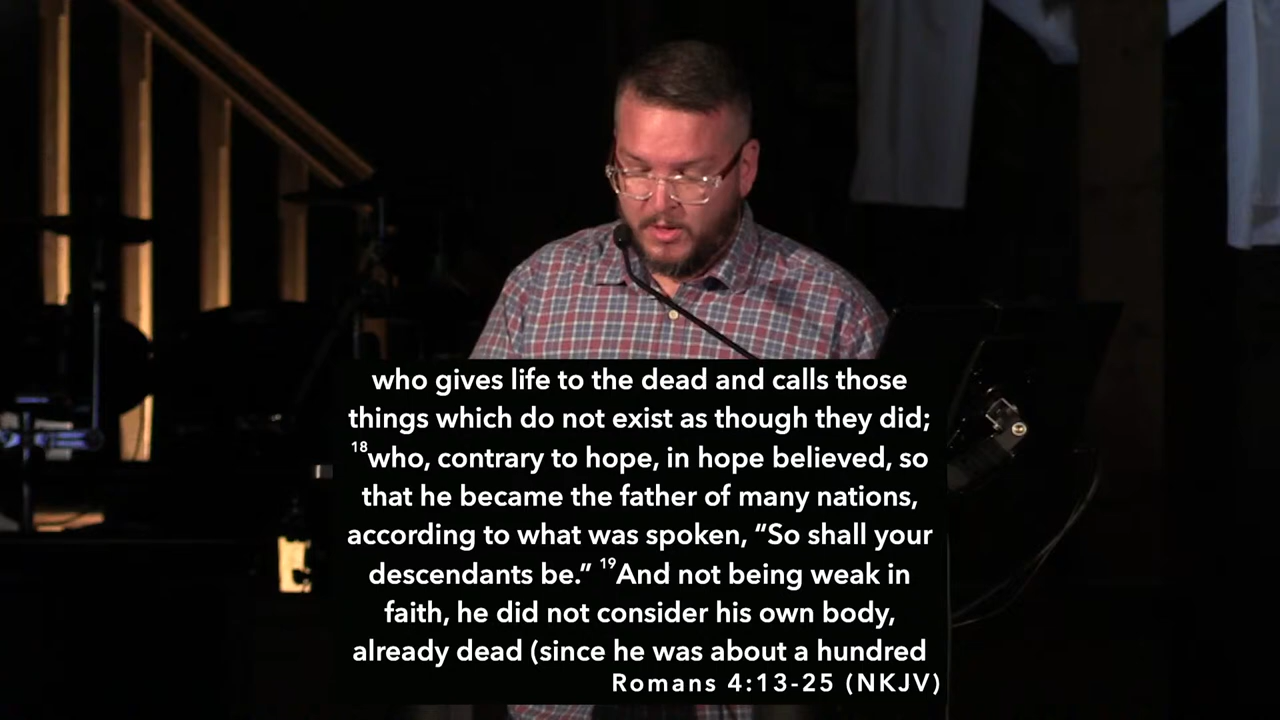 who gives life to the dead and calls those
things which do not exist as though they did;
18who, contrary to hope, in hope believed, so
that he became the father of many nations,
according to what was spoken, “So shall your
descendants be.” 19And not being weak in
faith, he did not consider his own body,
already dead (since he was about a hundred
Romans 4:13-25 (NKJV)